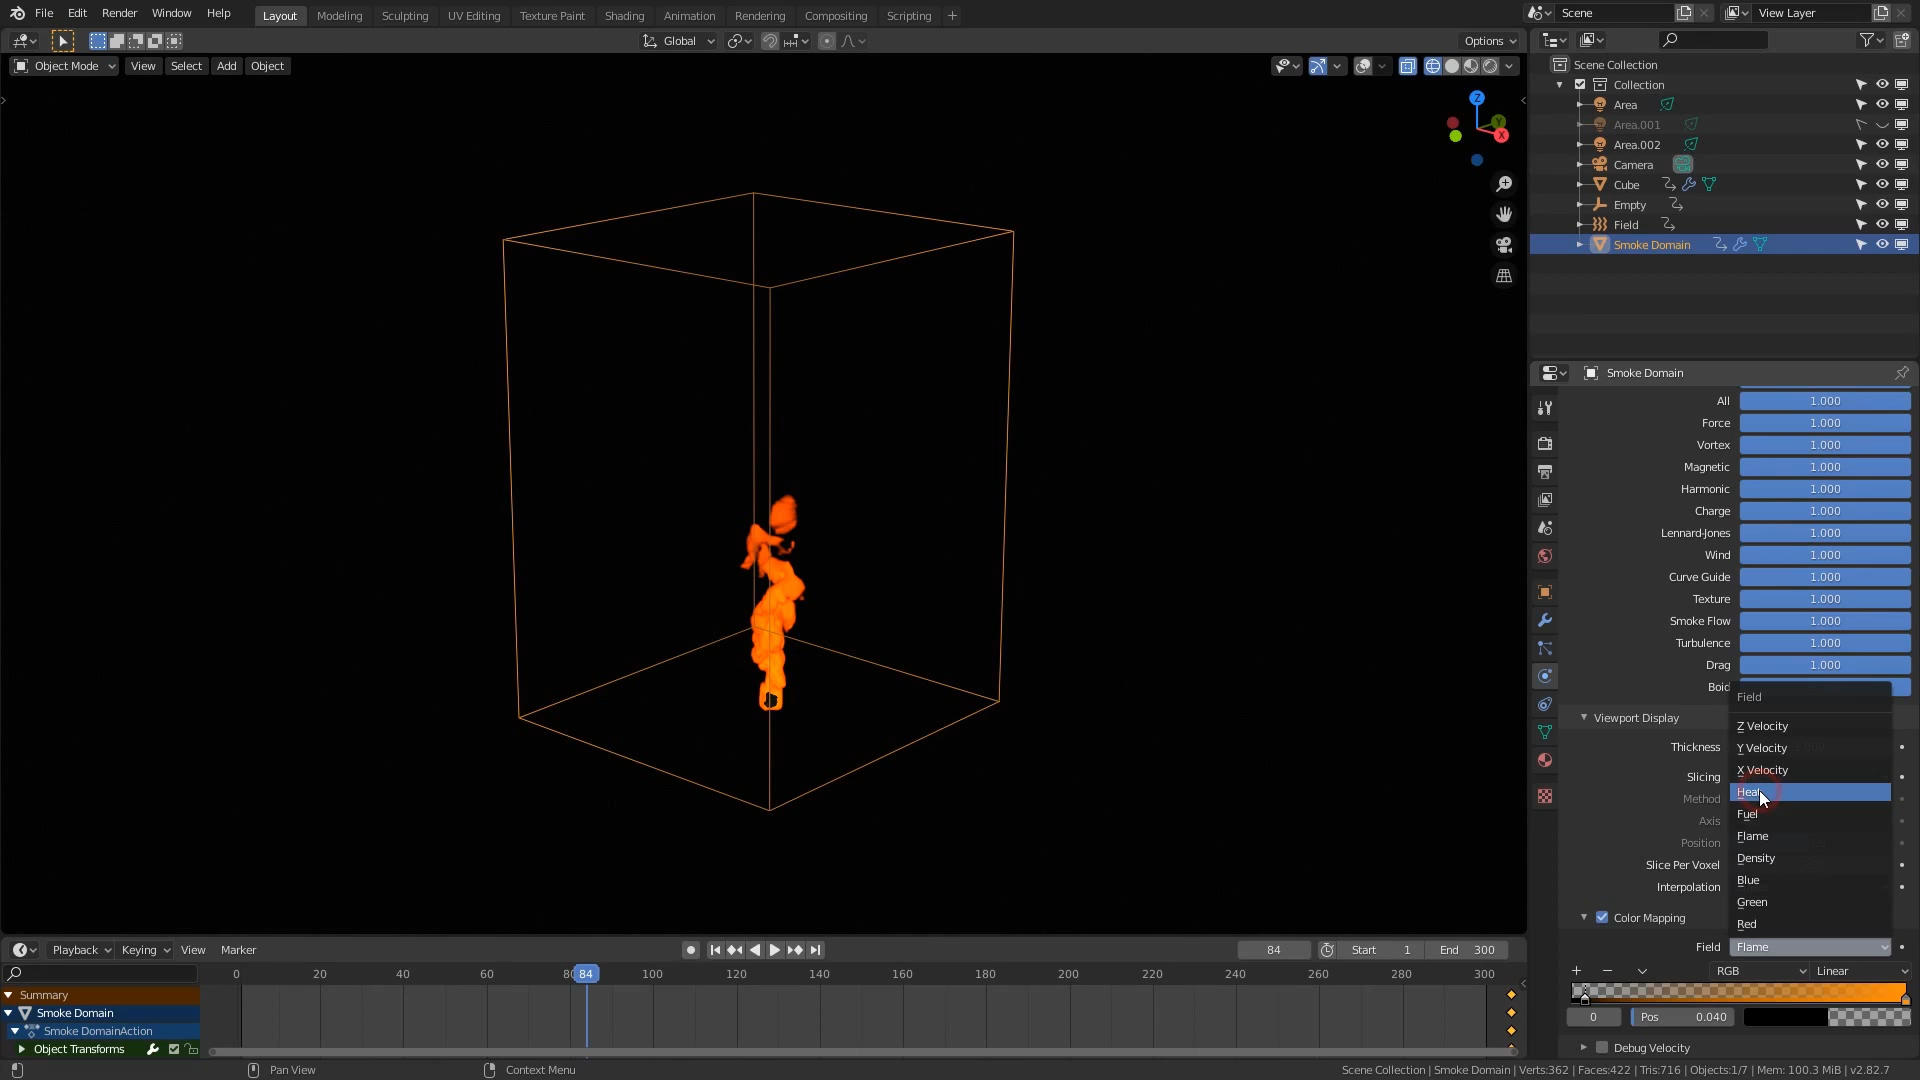 File Edit Render Window Help Layout Modeling Sculpting UV Editing Texture Paint Shading Animation Rendering Compositing Scripting + Scene View Layer
Global Options
Object Mode View Select Add Object
Z
Y
X
Scene Collection
Collection
Area
Area.001
Area.002
Camera
Cube
Empty
Field
Smoke Domain
Smoke Domain
All 1.000
Force 1.000
Vortex 1.000
Magnetic 1.000
Harmonic 1.000
Charge 1.000
Lennard-Jones 1.000
Wind 1.000
Curve Guide 1.000
Texture 1.000
Smoke Flow 1.000
Turbulence 1.000
Drag 1.000
Boid
Field
Z Velocity
Y Velocity
X Velocity
Heat
Fuel
Flame
Density
Blue
Green
Red
Viewport Display
Thickness
Slicing
Method
Axis
Position
Slice Per Voxel
Interpolation
Color Mapping
Field Flame
+ − RGB Linear
0 Pos 0.040
Debug Velocity
Playback Keying View Marker 84 Start 1 End 300
0 20 40 60 80 84 100 120 140 160 180 200 220 240 260 280 300
Summary
Smoke Domain
Smoke DomainAction
Object Transforms
Pan View Context Menu Scene Collection | Smoke Domain | Verts:362 | Faces:422 | Tris:716 | Objects:1/7 | Mem: 100.3 MiB | v2.82.7